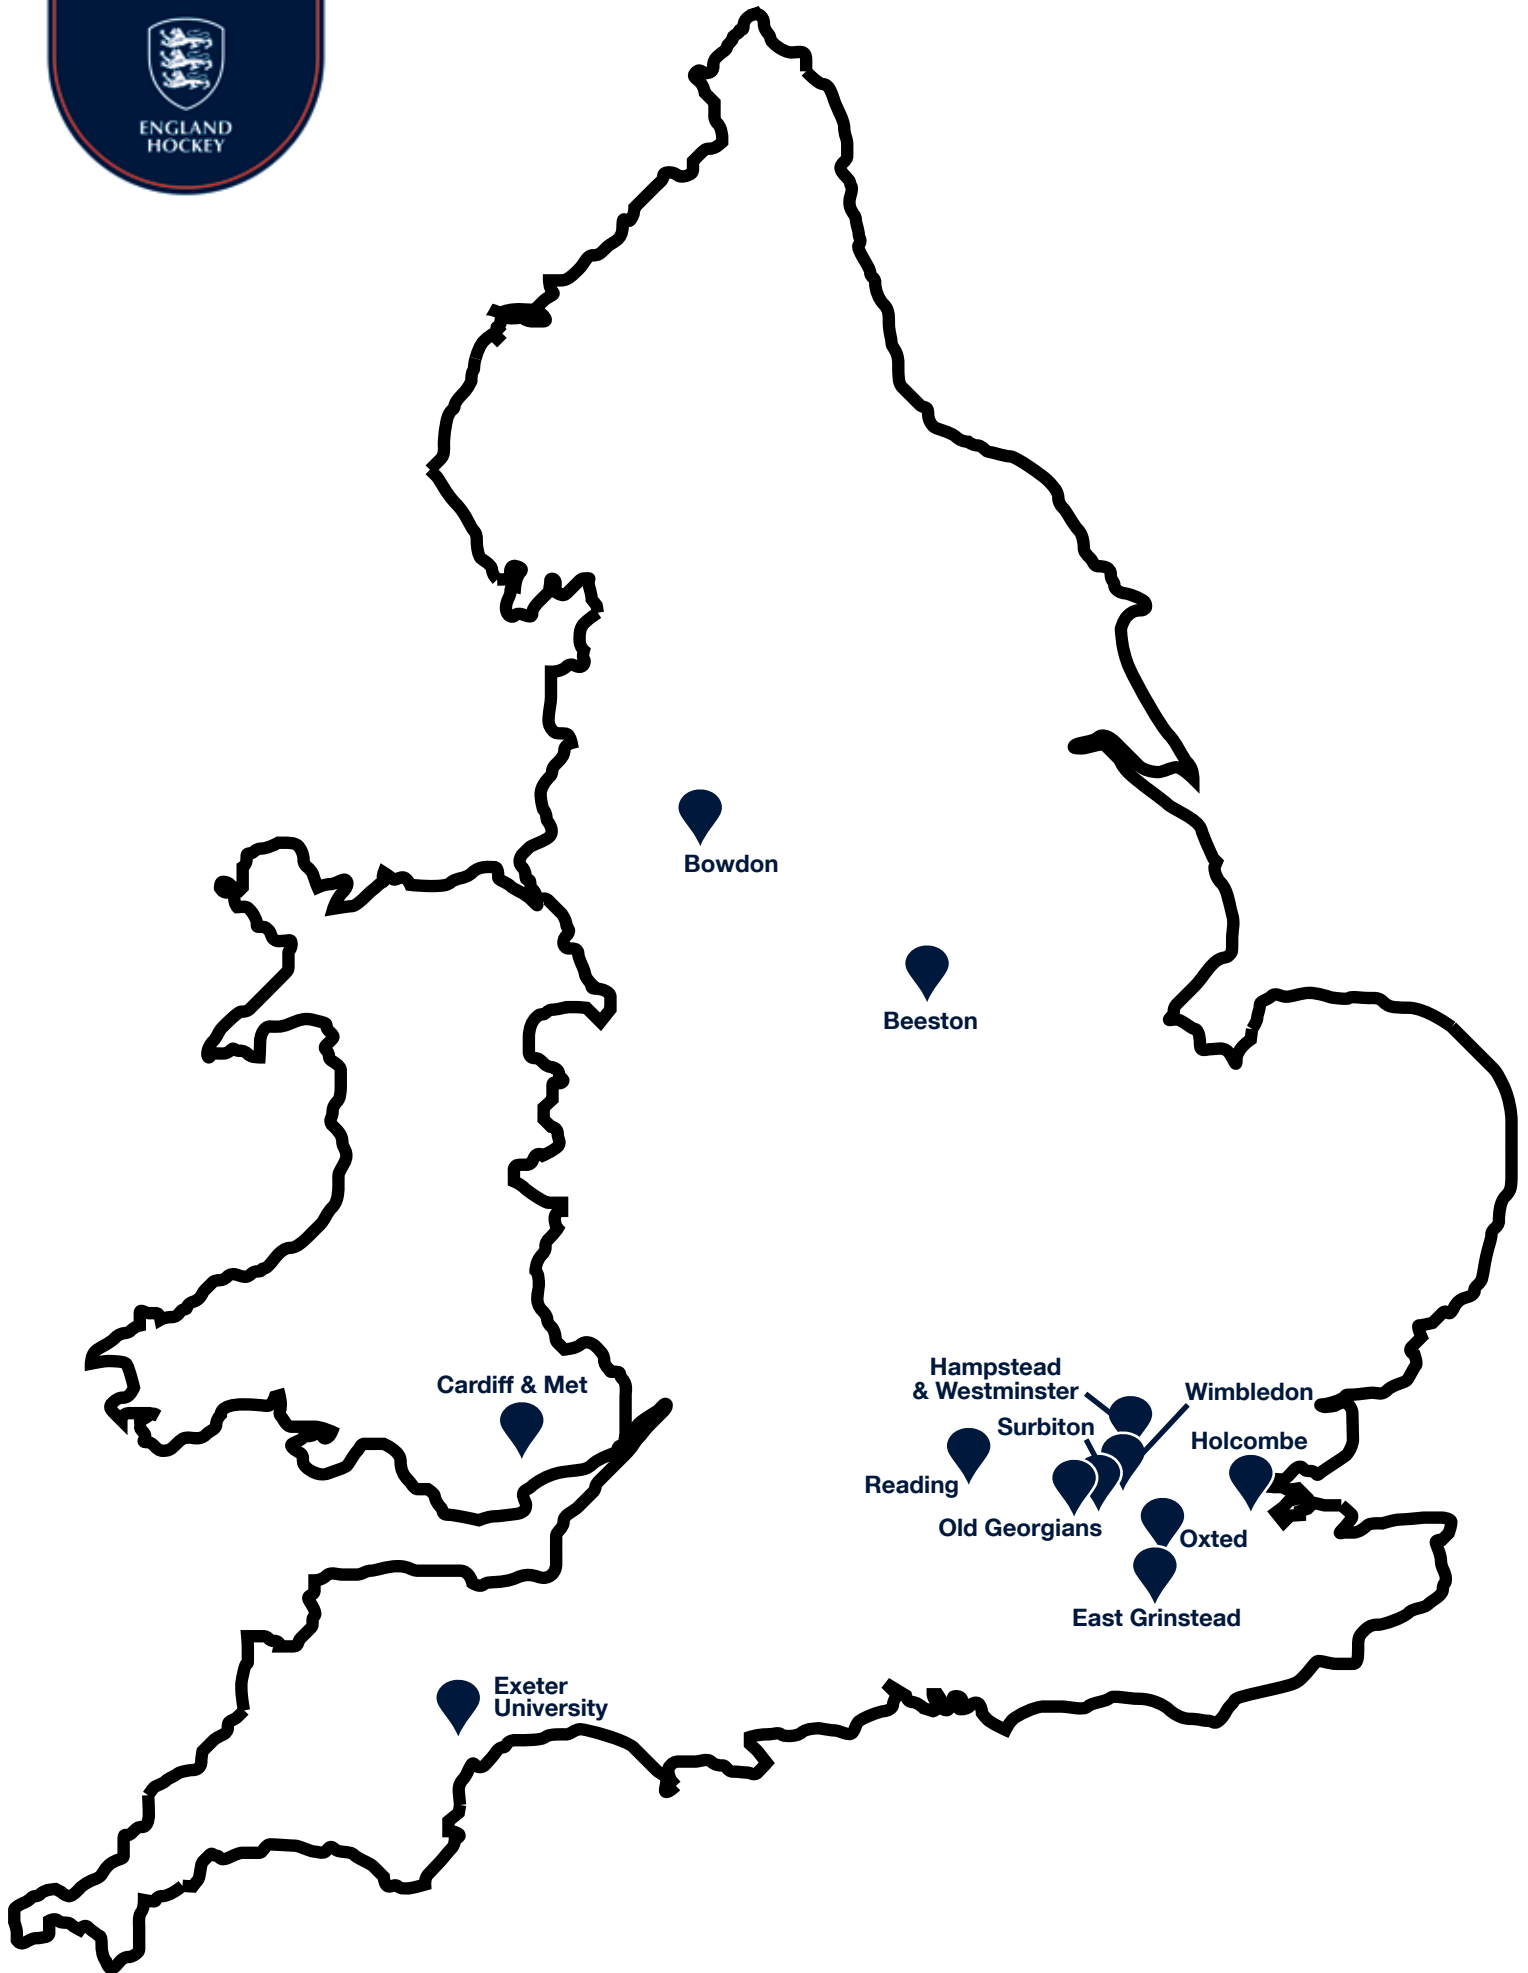 ENGLAND
HOCKEY
Bowdon
Beeston
Hampstead
& Westminster
Cardiff & Met
Wimbledon
Surbiton
Holcombe
Reading
Old Georgians
Oxted
East Grinstead
Exeter
University